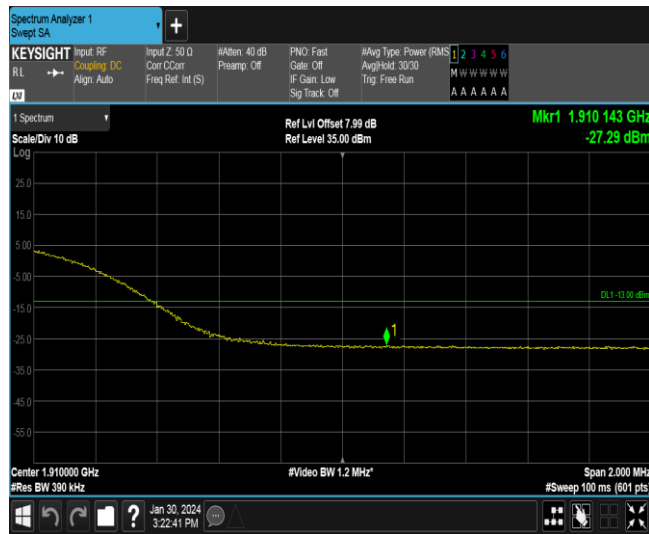 Spectrum Analyzer 1
Swept SA
+
KEYSIGHT
RL
LXI
Input: RF
Coupling: DC
Align: Auto
Input Z: 50 Ω
Corr CCorr
Freq Ref: Int (S)
#Atten: 40 dB
Preamp: Off
PNO: Fast
Gate: Off
IF Gain: Low
Sig Track: Off
#Avg Type: Power (RMS
Avg|Hold: 30/30
Trig: Free Run
1 2 3 4 5 6
M W W W W W
A A A A A A
1 Spectrum
Scale/Div 10 dB
Log
Ref Lvl Offset 7.99 dB
Ref Level 35.00 dBm
Mkr1 1.910 143 GHz
-27.29 dBm
25.0
15.0
5.00
-5.00
DL1 -13.00 dBm
-15.0
1
-25.0
-35.0
-45.0
-55.0
Center 1.910000 GHz
#Video BW 1.2 MHz*
Span 2.000 MHz
#Res BW 390 kHz
#Sweep 100 ms (601 pts
?
Jan 30, 2024
3:22:41 PM